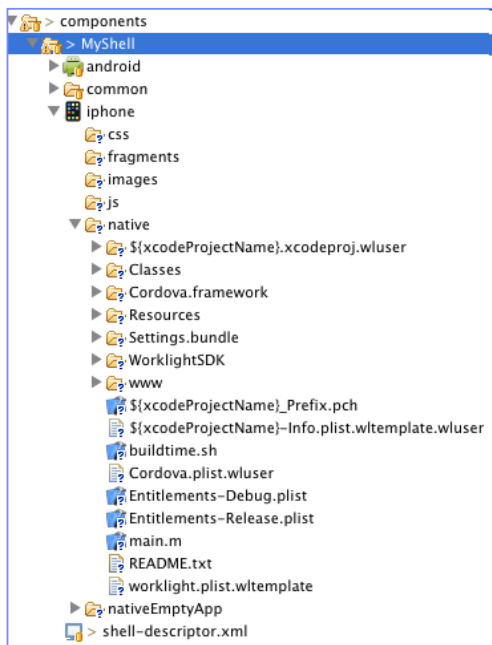 > components
> MyShell
android
common
iphone
css
fragments
images
js
native
${xcodeProjectName}.xcodeproj.wluser
Classes
Cordova.framework
Resources
Settings.bundle
WorklightSDK
www
${xcodeProjectName}_Prefix.pch
${xcodeProjectName}-Info.plist.wltemplate.wluser
buildtime.sh
Cordova.plist.wluser
Entitlements-Debug.plist
Entitlements-Release.plist
main.m
README.txt
worklight.plist.wltemplate
nativeEmptyApp
> shell-descriptor.xml